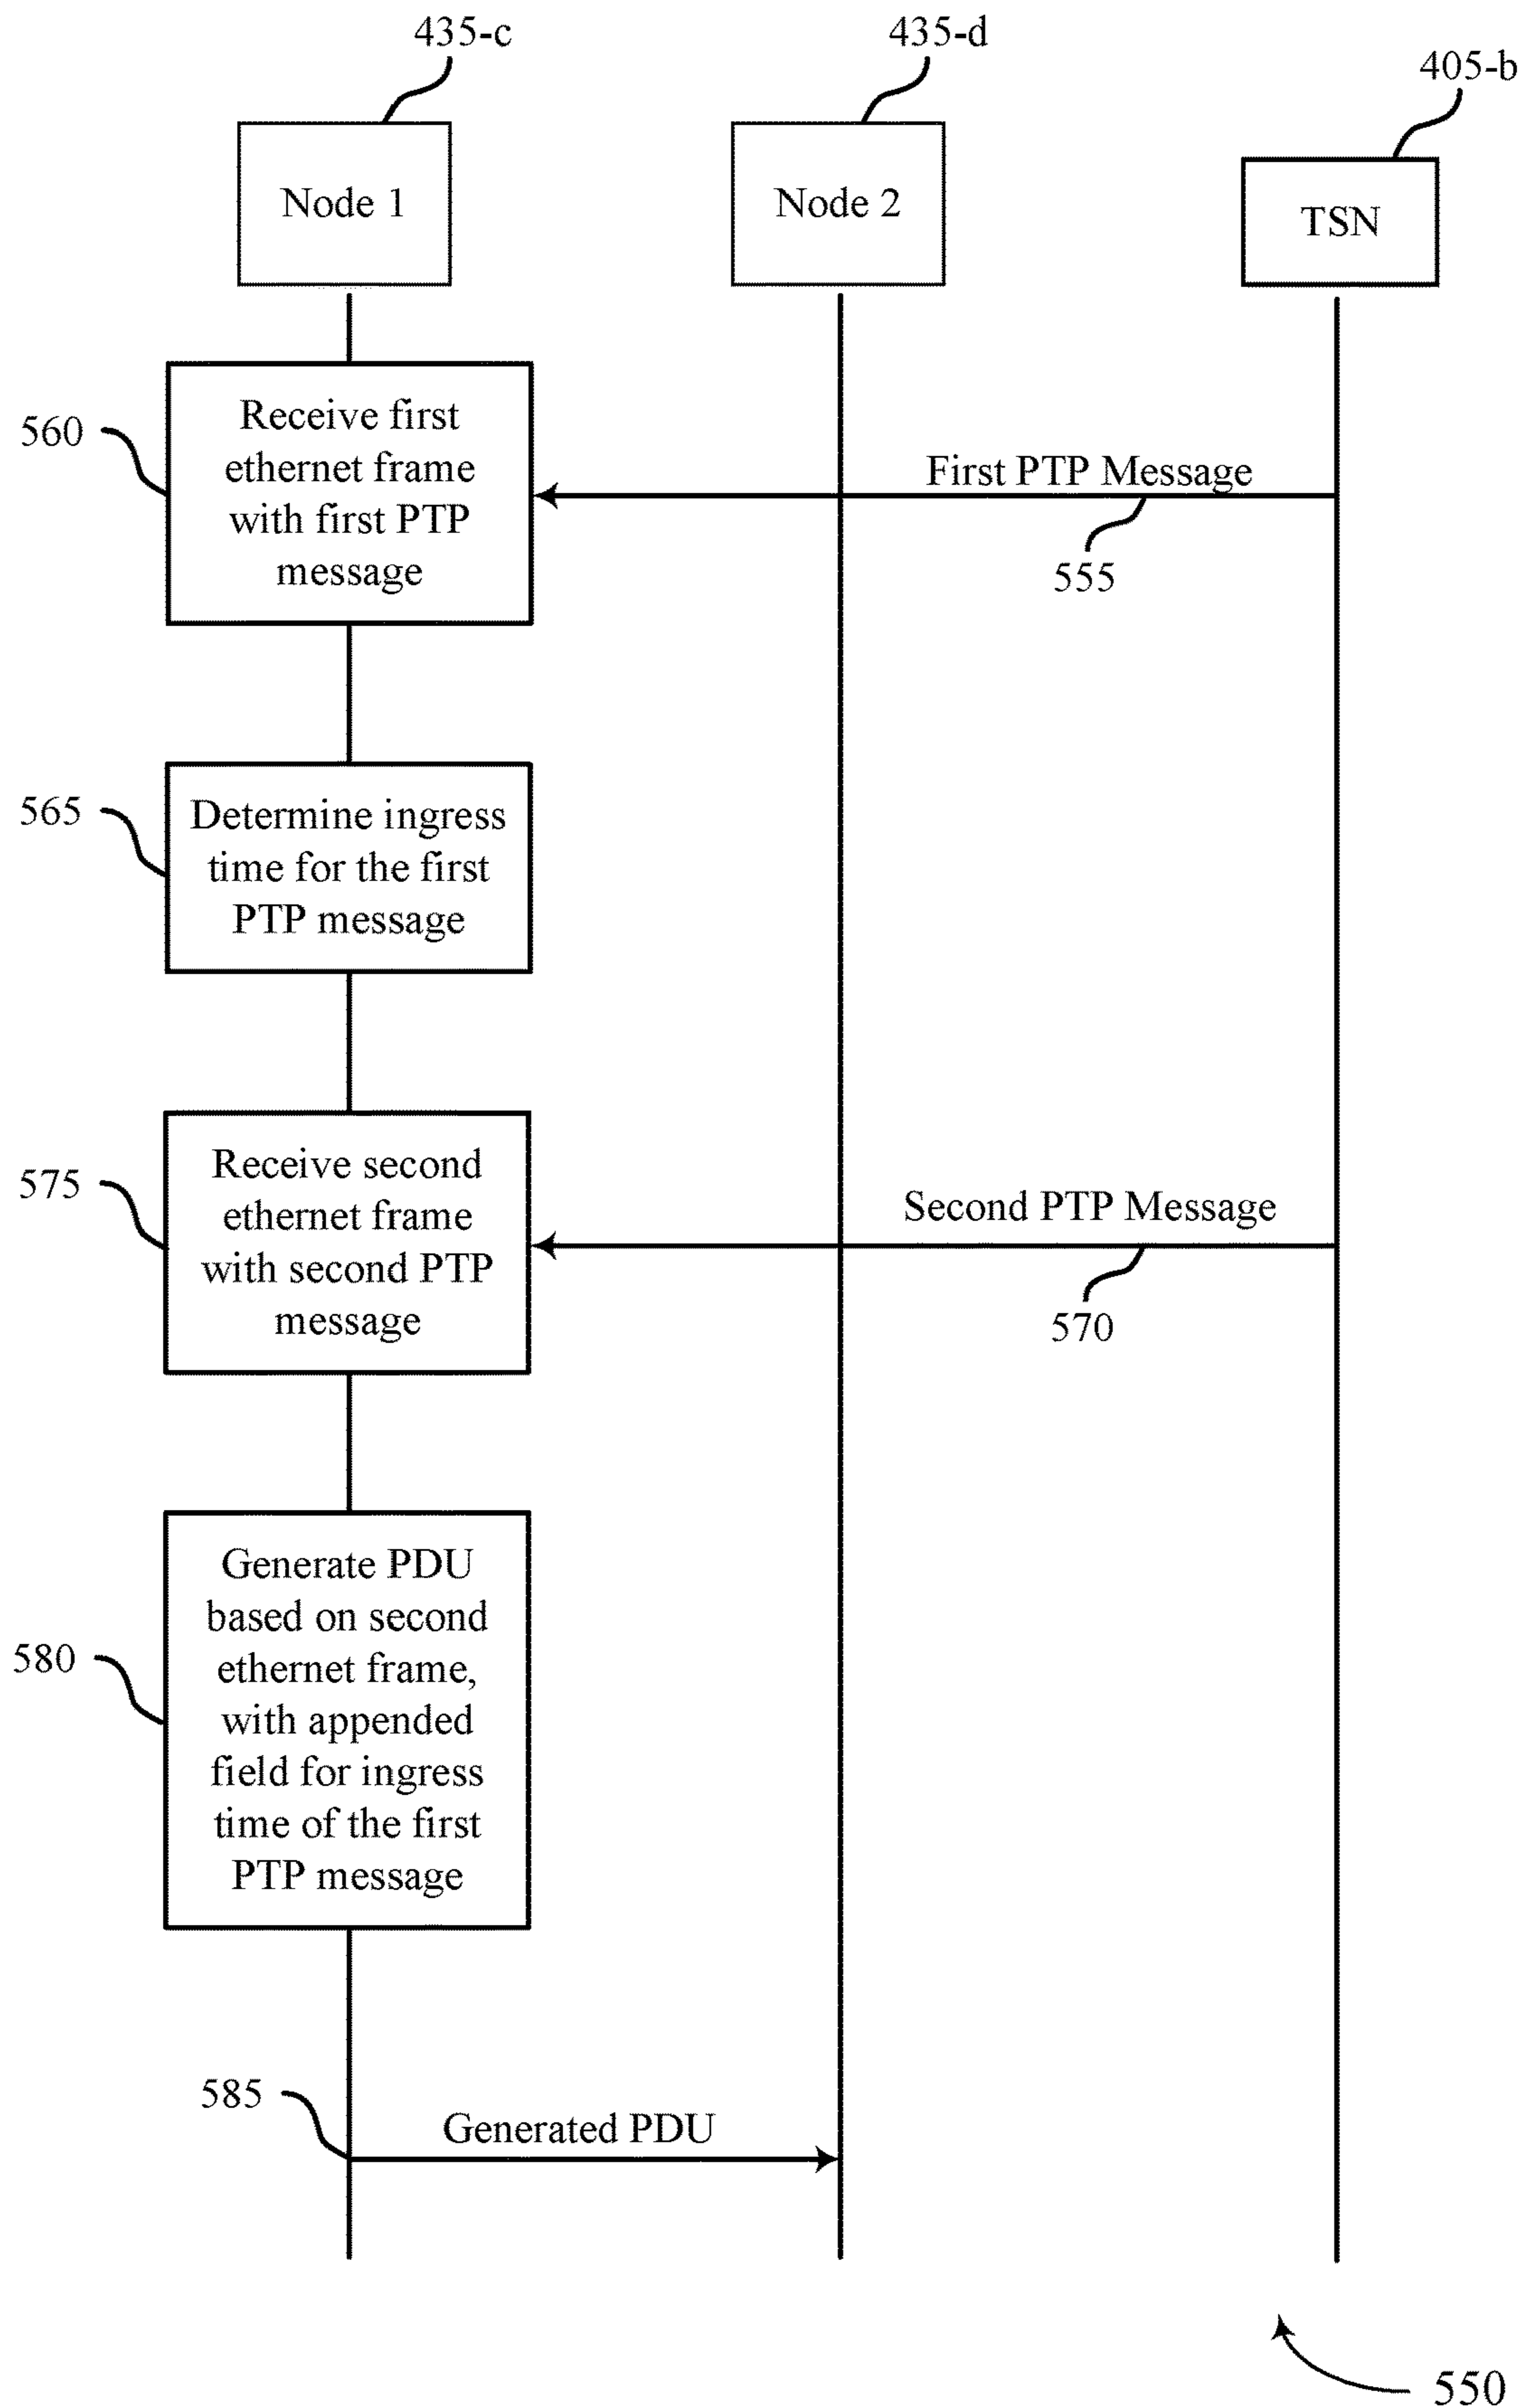 435-c
435-d
405-b
Node 1
Node 2
TSN
560
Receive first
ethernet frame
with first PTP
message
First PTP Message
555
565
Determine ingress
time for the first
PTP message
575
Receive second
ethernet frame
with second PTP
message
Second PTP Message
570
580
Generate PDU
based on second
ethernet frame,
with appended
field for ingress
time of the first
PTP message
585
Generated PDU
550